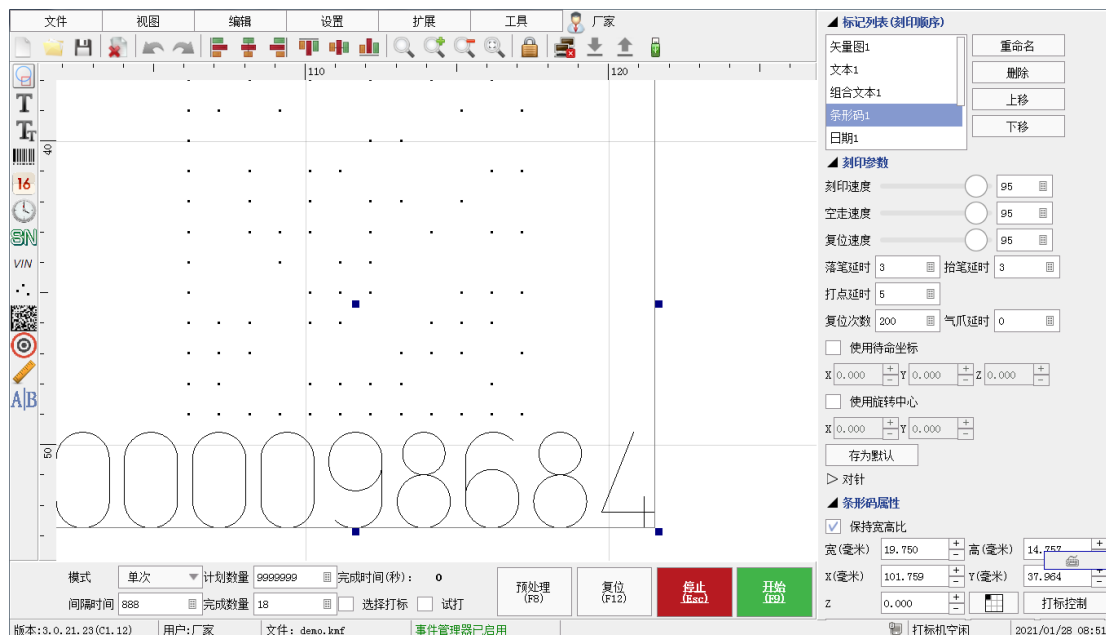 文件 视图 编辑 设置 扩展 工具 厂家
标记列表(刻印顺序)
矢量图1
文本1
组合文本1
条形码1
日期1
重命名
删除
上移
下移
110 120
40
50
T
TT
16
SN
VIN
A|B
00009 8684
刻印参数
刻印速度 95
空走速度 95
复位速度 95
落笔延时 3 抬笔延时 3
打点延时 5
复位次数 200 气爪延时 0
使用待命坐标
X 0.000 Y 0.000 Z 0.000
使用旋转中心
X 0.000 Y 0.000
存为默认
对针
条形码属性
保持宽高比
宽(毫米) 19.750 高(毫米) 14.757
X(毫米) 101.759 Y(毫米) 37.964
Z 0.000 打标控制
模式 单次 计划数量 9999999 完成时间(秒): 0
间隔时间 888 完成数量 18 选择打标 试打
预处理
(F8)
复位
(F12)
停止
(Esc)
开始
(F9)
版本:3.0.21.23(C1.12) 用户:厂家 文件: demo.kmf 事件管理器已启用 打标机空闲 2021/01/28 08:51